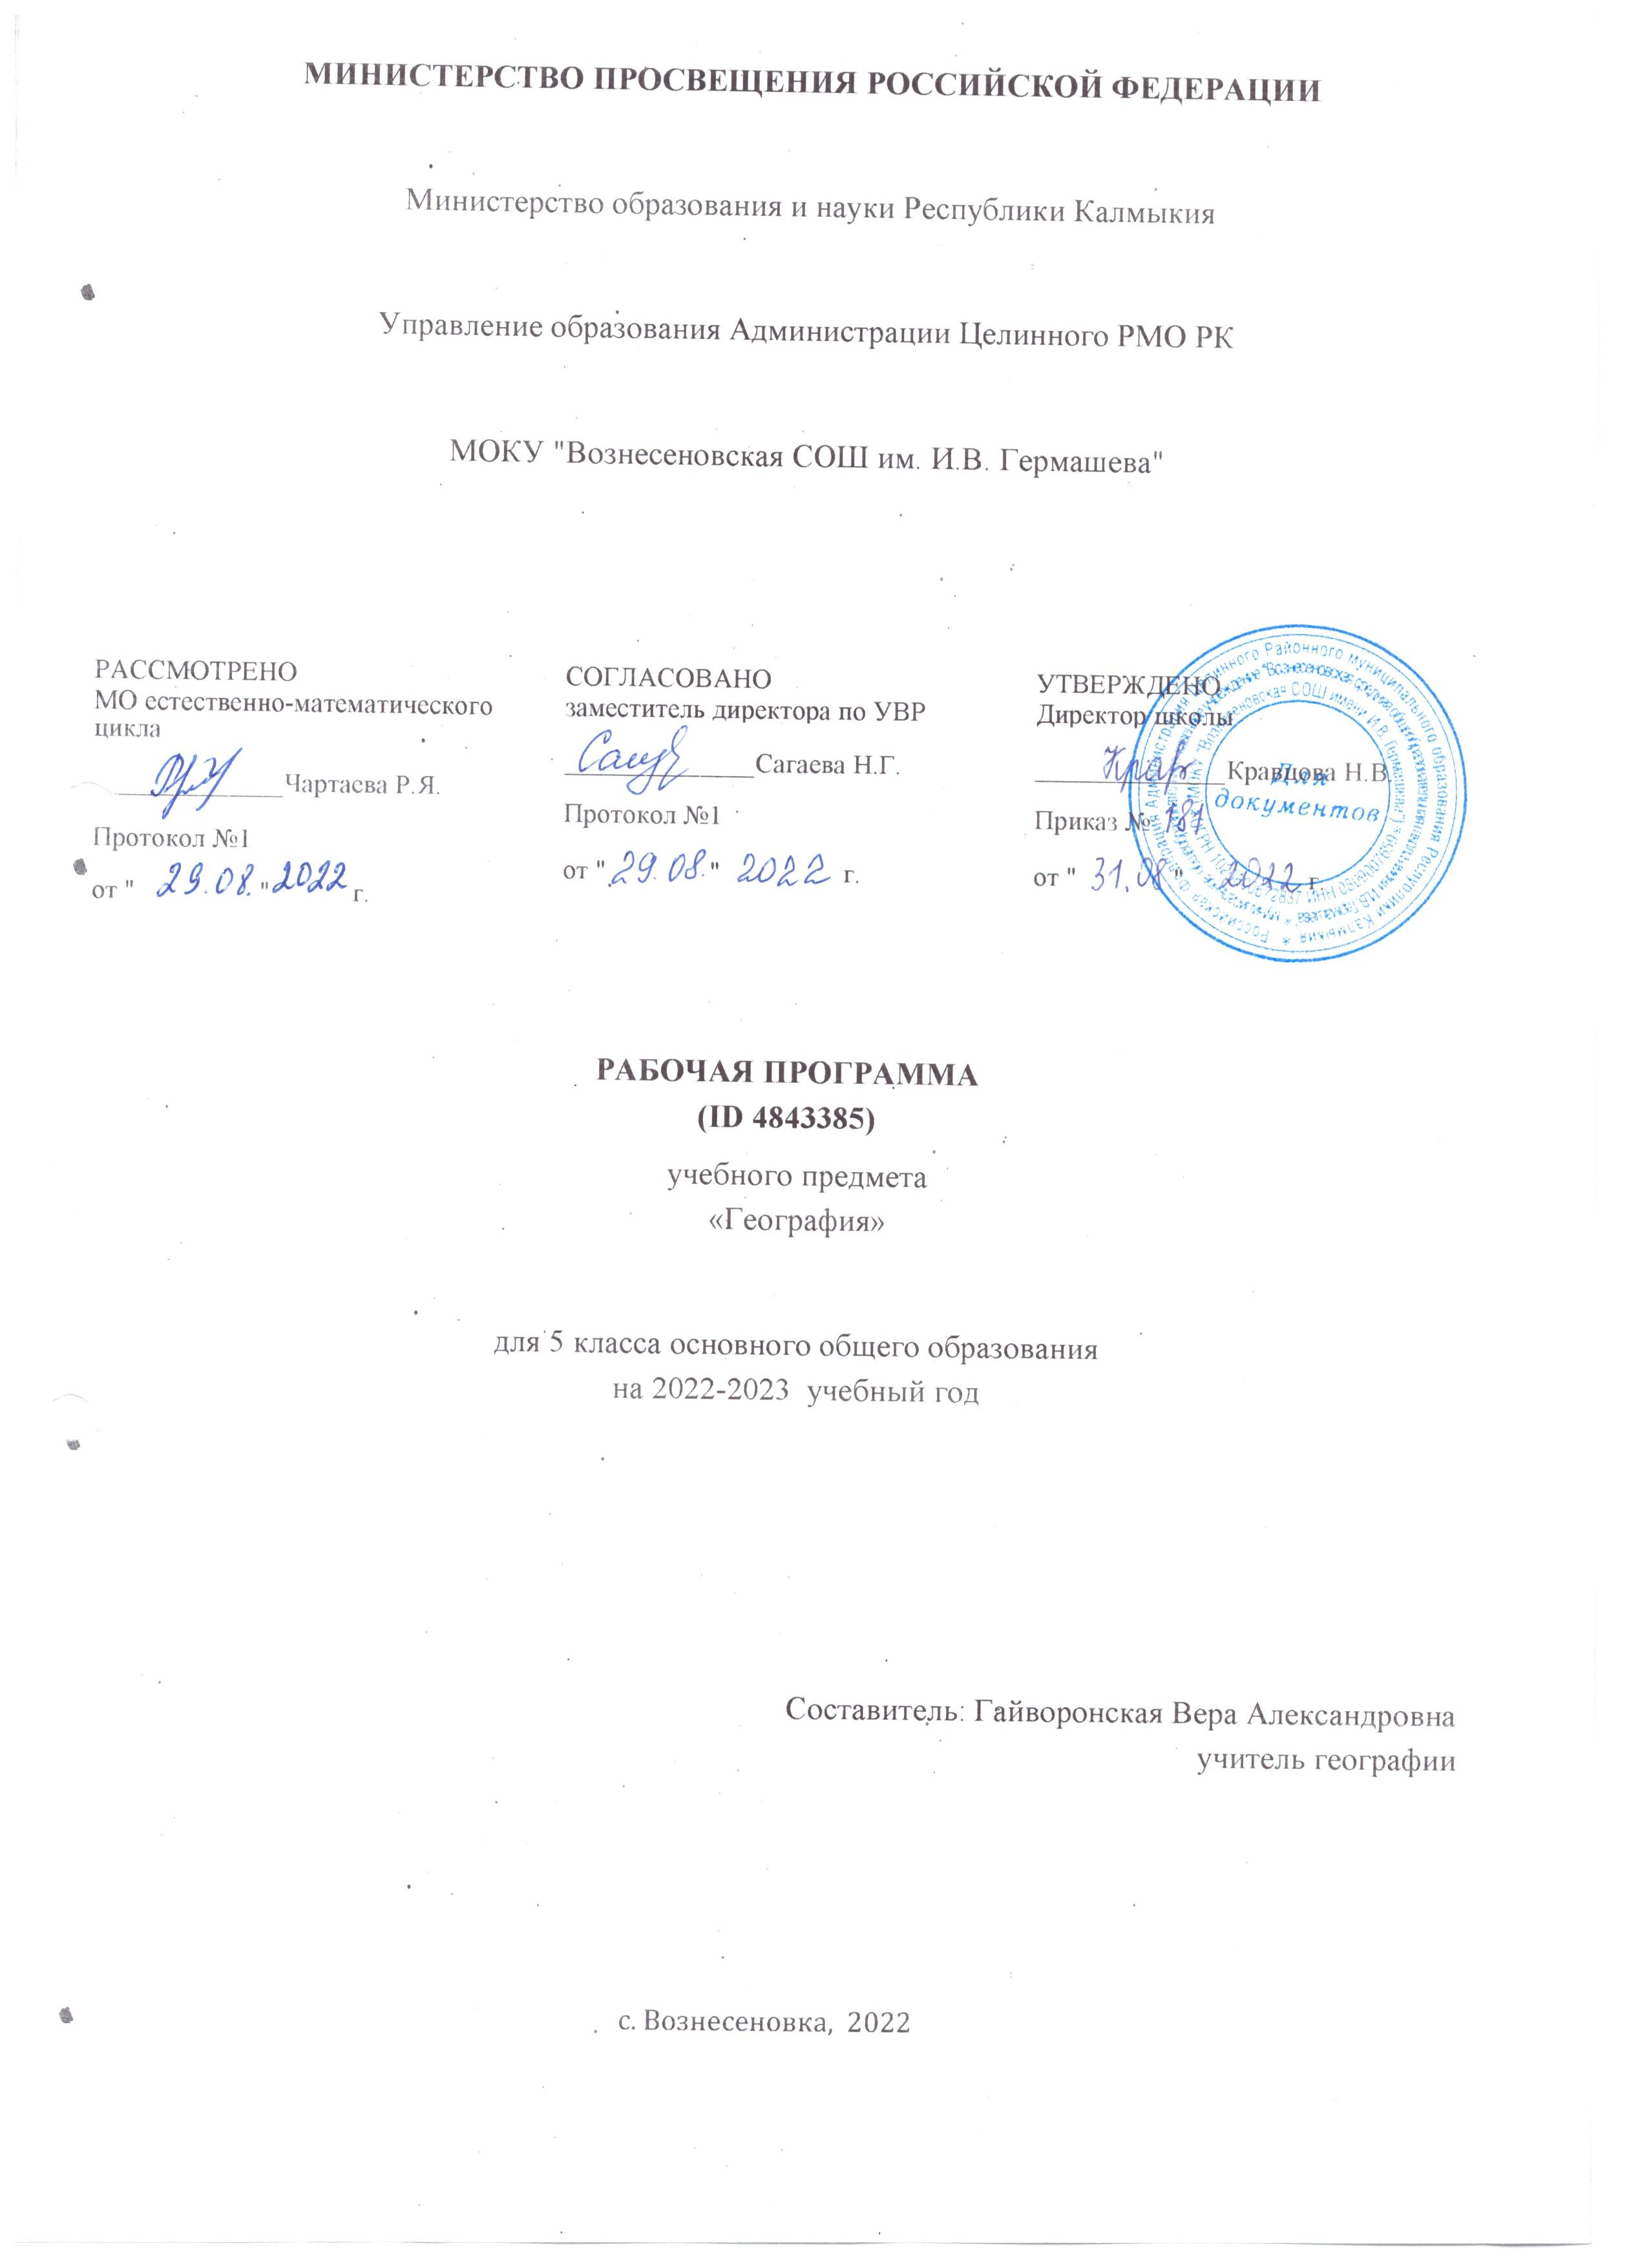 МИНИСТЕРСТВО ПРОСВЕЩЕНИЯ РОССИЙСКОЙ ФЕДЕРАЦИИ
Министерство образования и науки Республики Калмыкия
Управление образования Администрации Целинного РМО РК
МОКУ "Вознесеновская СОШ им. И.В. Гермашева"
РАССМОТРЕНО
МО естественно-математического
цикла
______________Чартаева Р.Я.
Протокол №1
от " 29.08. " 2022 г.
СОГЛАСОВАНО
заместитель директора по УВР
______________Сагаева Н.Г.
Протокол №1
от " 29.08. " 2022 г.
УТВЕРЖДЕНО
Директор школы
______________Кравцова Н.В.
Приказ № 181
от " 31.08 " 2022 г.
Для
документов
РАБОЧАЯ ПРОГРАММА
(ID 4843385)
учебного предмета
«География»
для 5 класса основного общего образования
на 2022-2023 учебный год
Составитель: Гайворонская Вера Александровна
учитель географии
с. Вознесеновка, 2022